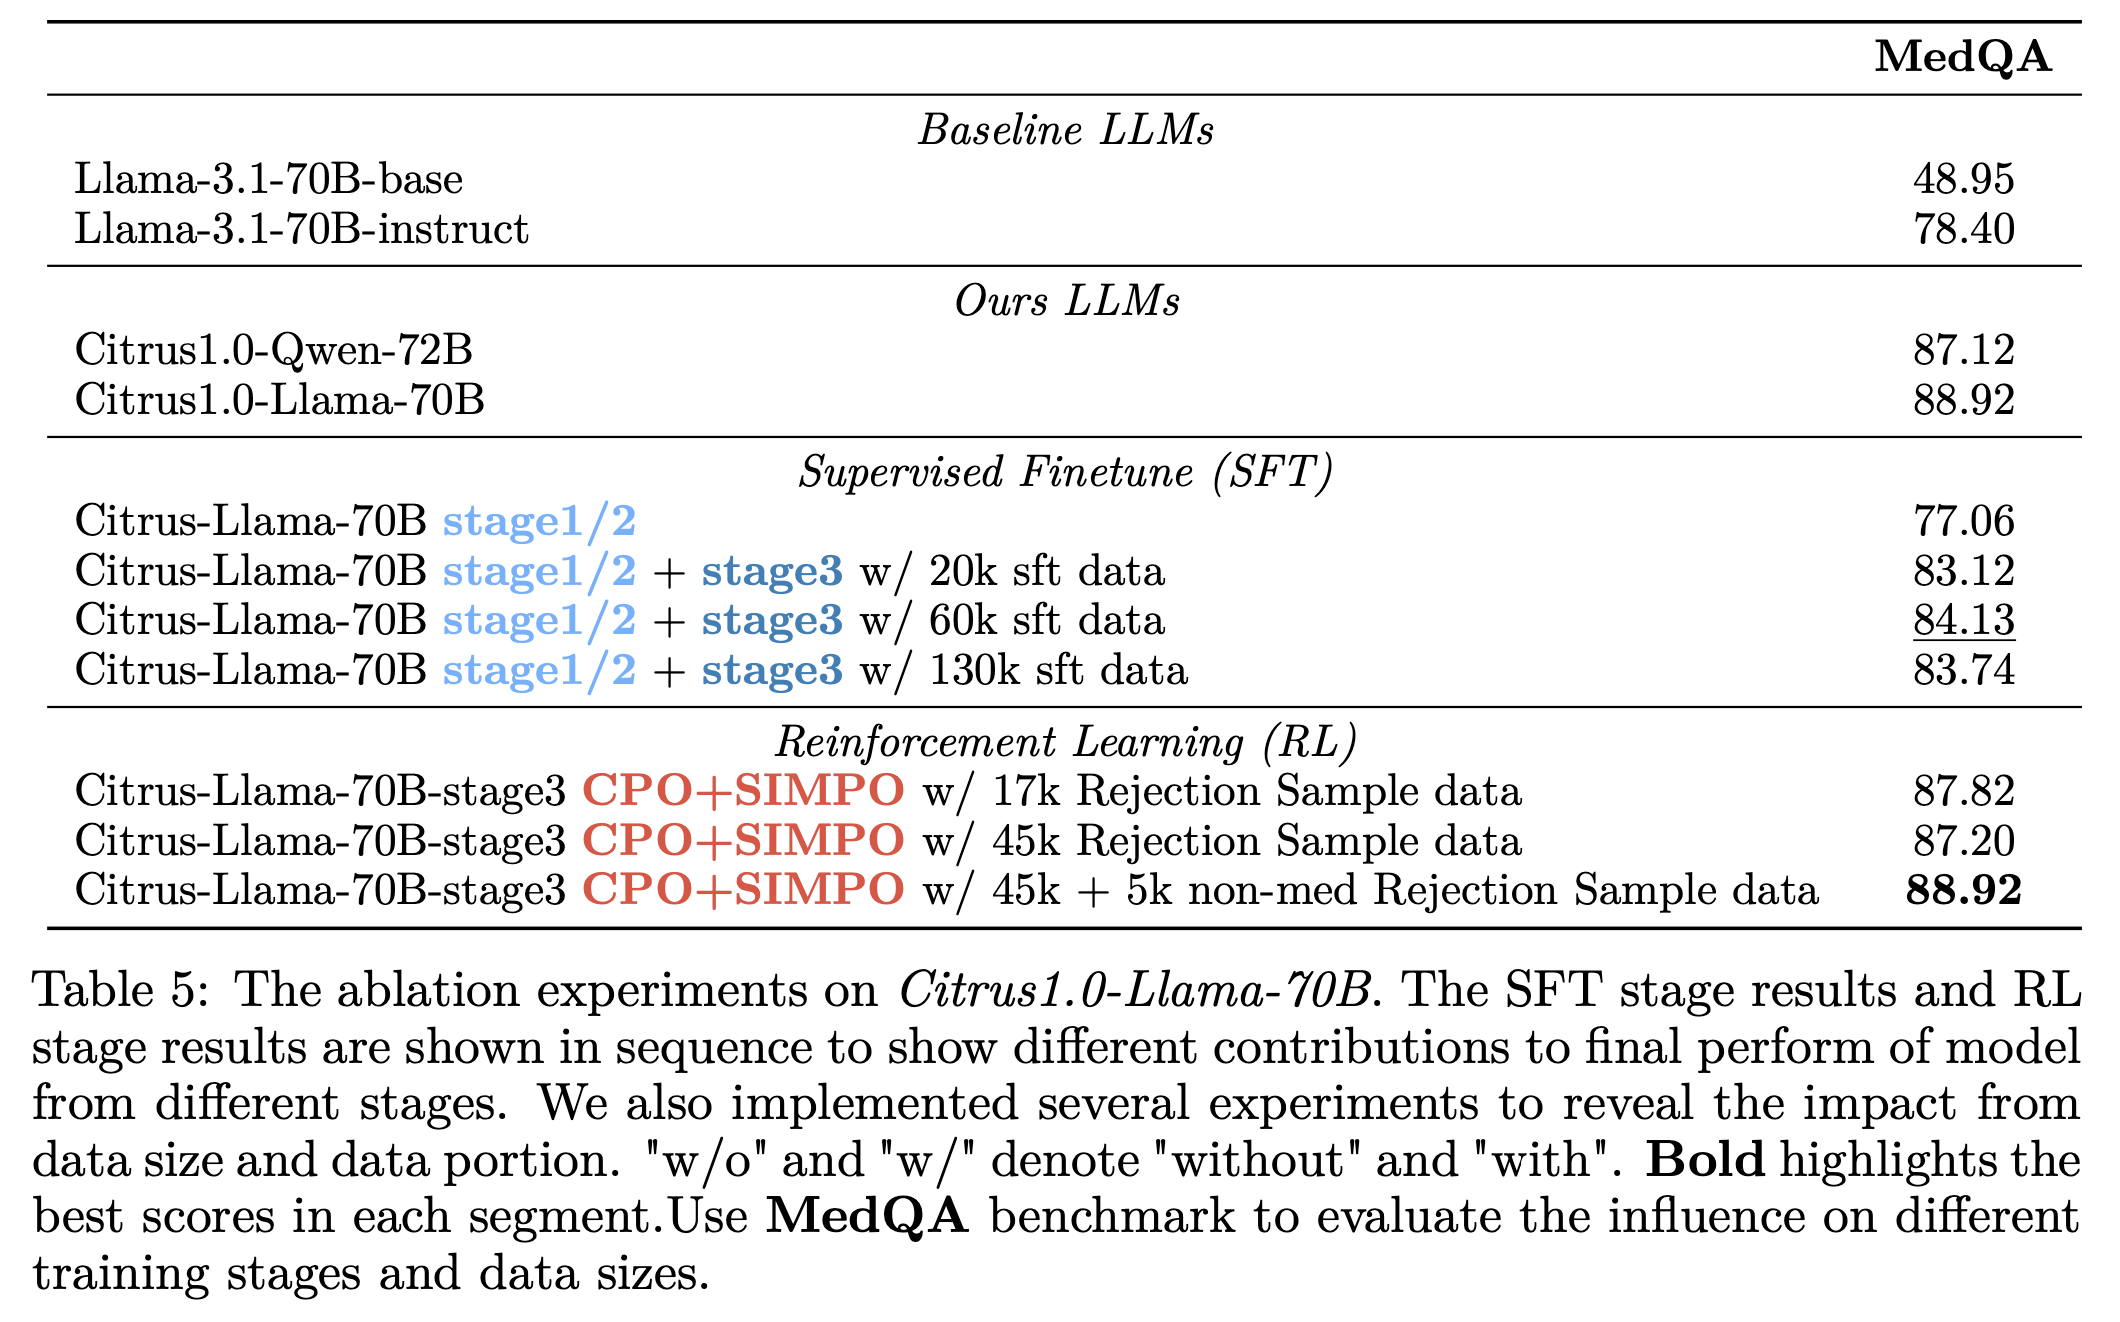 MedQA
Baseline LLMs
Llama-3.1-70B-base 48.95
Llama-3.1-70B-instruct 78.40
Ours LLMs
Citrus1.0-Qwen-72B 87.12
Citrus1.0-Llama-70B 88.92
Supervised Finetune (SFT)
Citrus-Llama-70B stage1/2 77.06
Citrus-Llama-70B stage1/2 + stage3 w/ 20k sft data 83.12
Citrus-Llama-70B stage1/2 + stage3 w/ 60k sft data 84.13
Citrus-Llama-70B stage1/2 + stage3 w/ 130k sft data 83.74
Reinforcement Learning (RL)
Citrus-Llama-70B-stage3 CPO+SIMPO w/ 17k Rejection Sample data 87.82
Citrus-Llama-70B-stage3 CPO+SIMPO w/ 45k Rejection Sample data 87.20
Citrus-Llama-70B-stage3 CPO+SIMPO w/ 45k + 5k non-med Rejection Sample data 88.92
Table 5: The ablation experiments on Citrus1.0-Llama-70B. The SFT stage results and RL
stage results are shown in sequence to show different contributions to final perform of model
from different stages. We also implemented several experiments to reveal the impact from
data size and data portion. "w/o" and "w/" denote "without" and "with". Bold highlights the
best scores in each segment.Use MedQA benchmark to evaluate the influence on different
training stages and data sizes.